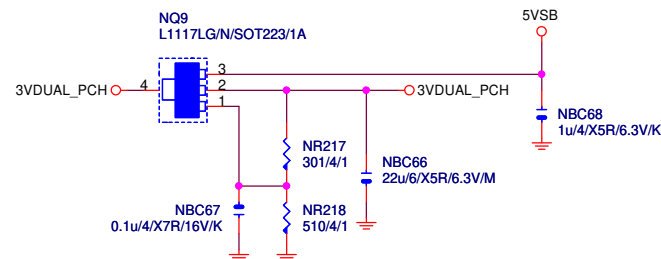 NQ9
L1117LG/N/SOT223/1A
5VSB
3VDUAL_PCH
4
3
2
1
3VDUAL_PCH
NBC68
1u/4/X5R/6.3V/K
NR217
301/4/1
NBC66
22u/6/X5R/6.3V/M
NBC67
0.1u/4/X7R/16V/K
NR218
510/4/1